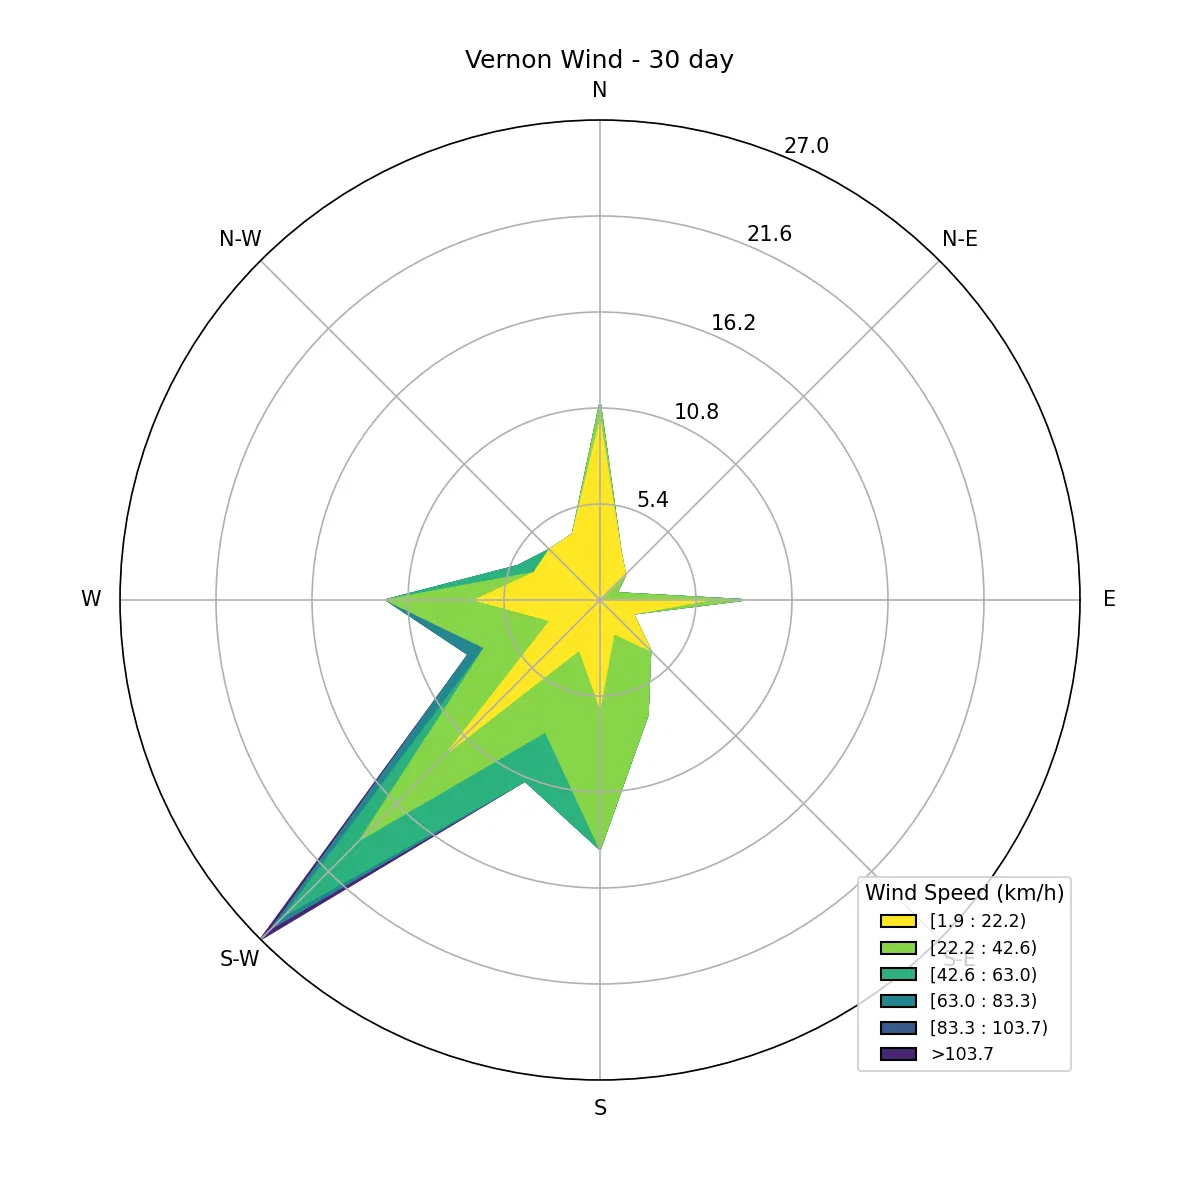 Vernon Wind - 30 day
N
27.0
N-W
21.6
N-E
16.2
10.8
5.4
W
E
S-W
S-E
S
Wind Speed (km/h)
[1.9 : 22.2)
[22.2 : 42.6)
[42.6 : 63.0)
[63.0 : 83.3)
[83.3 : 103.7)
>103.7